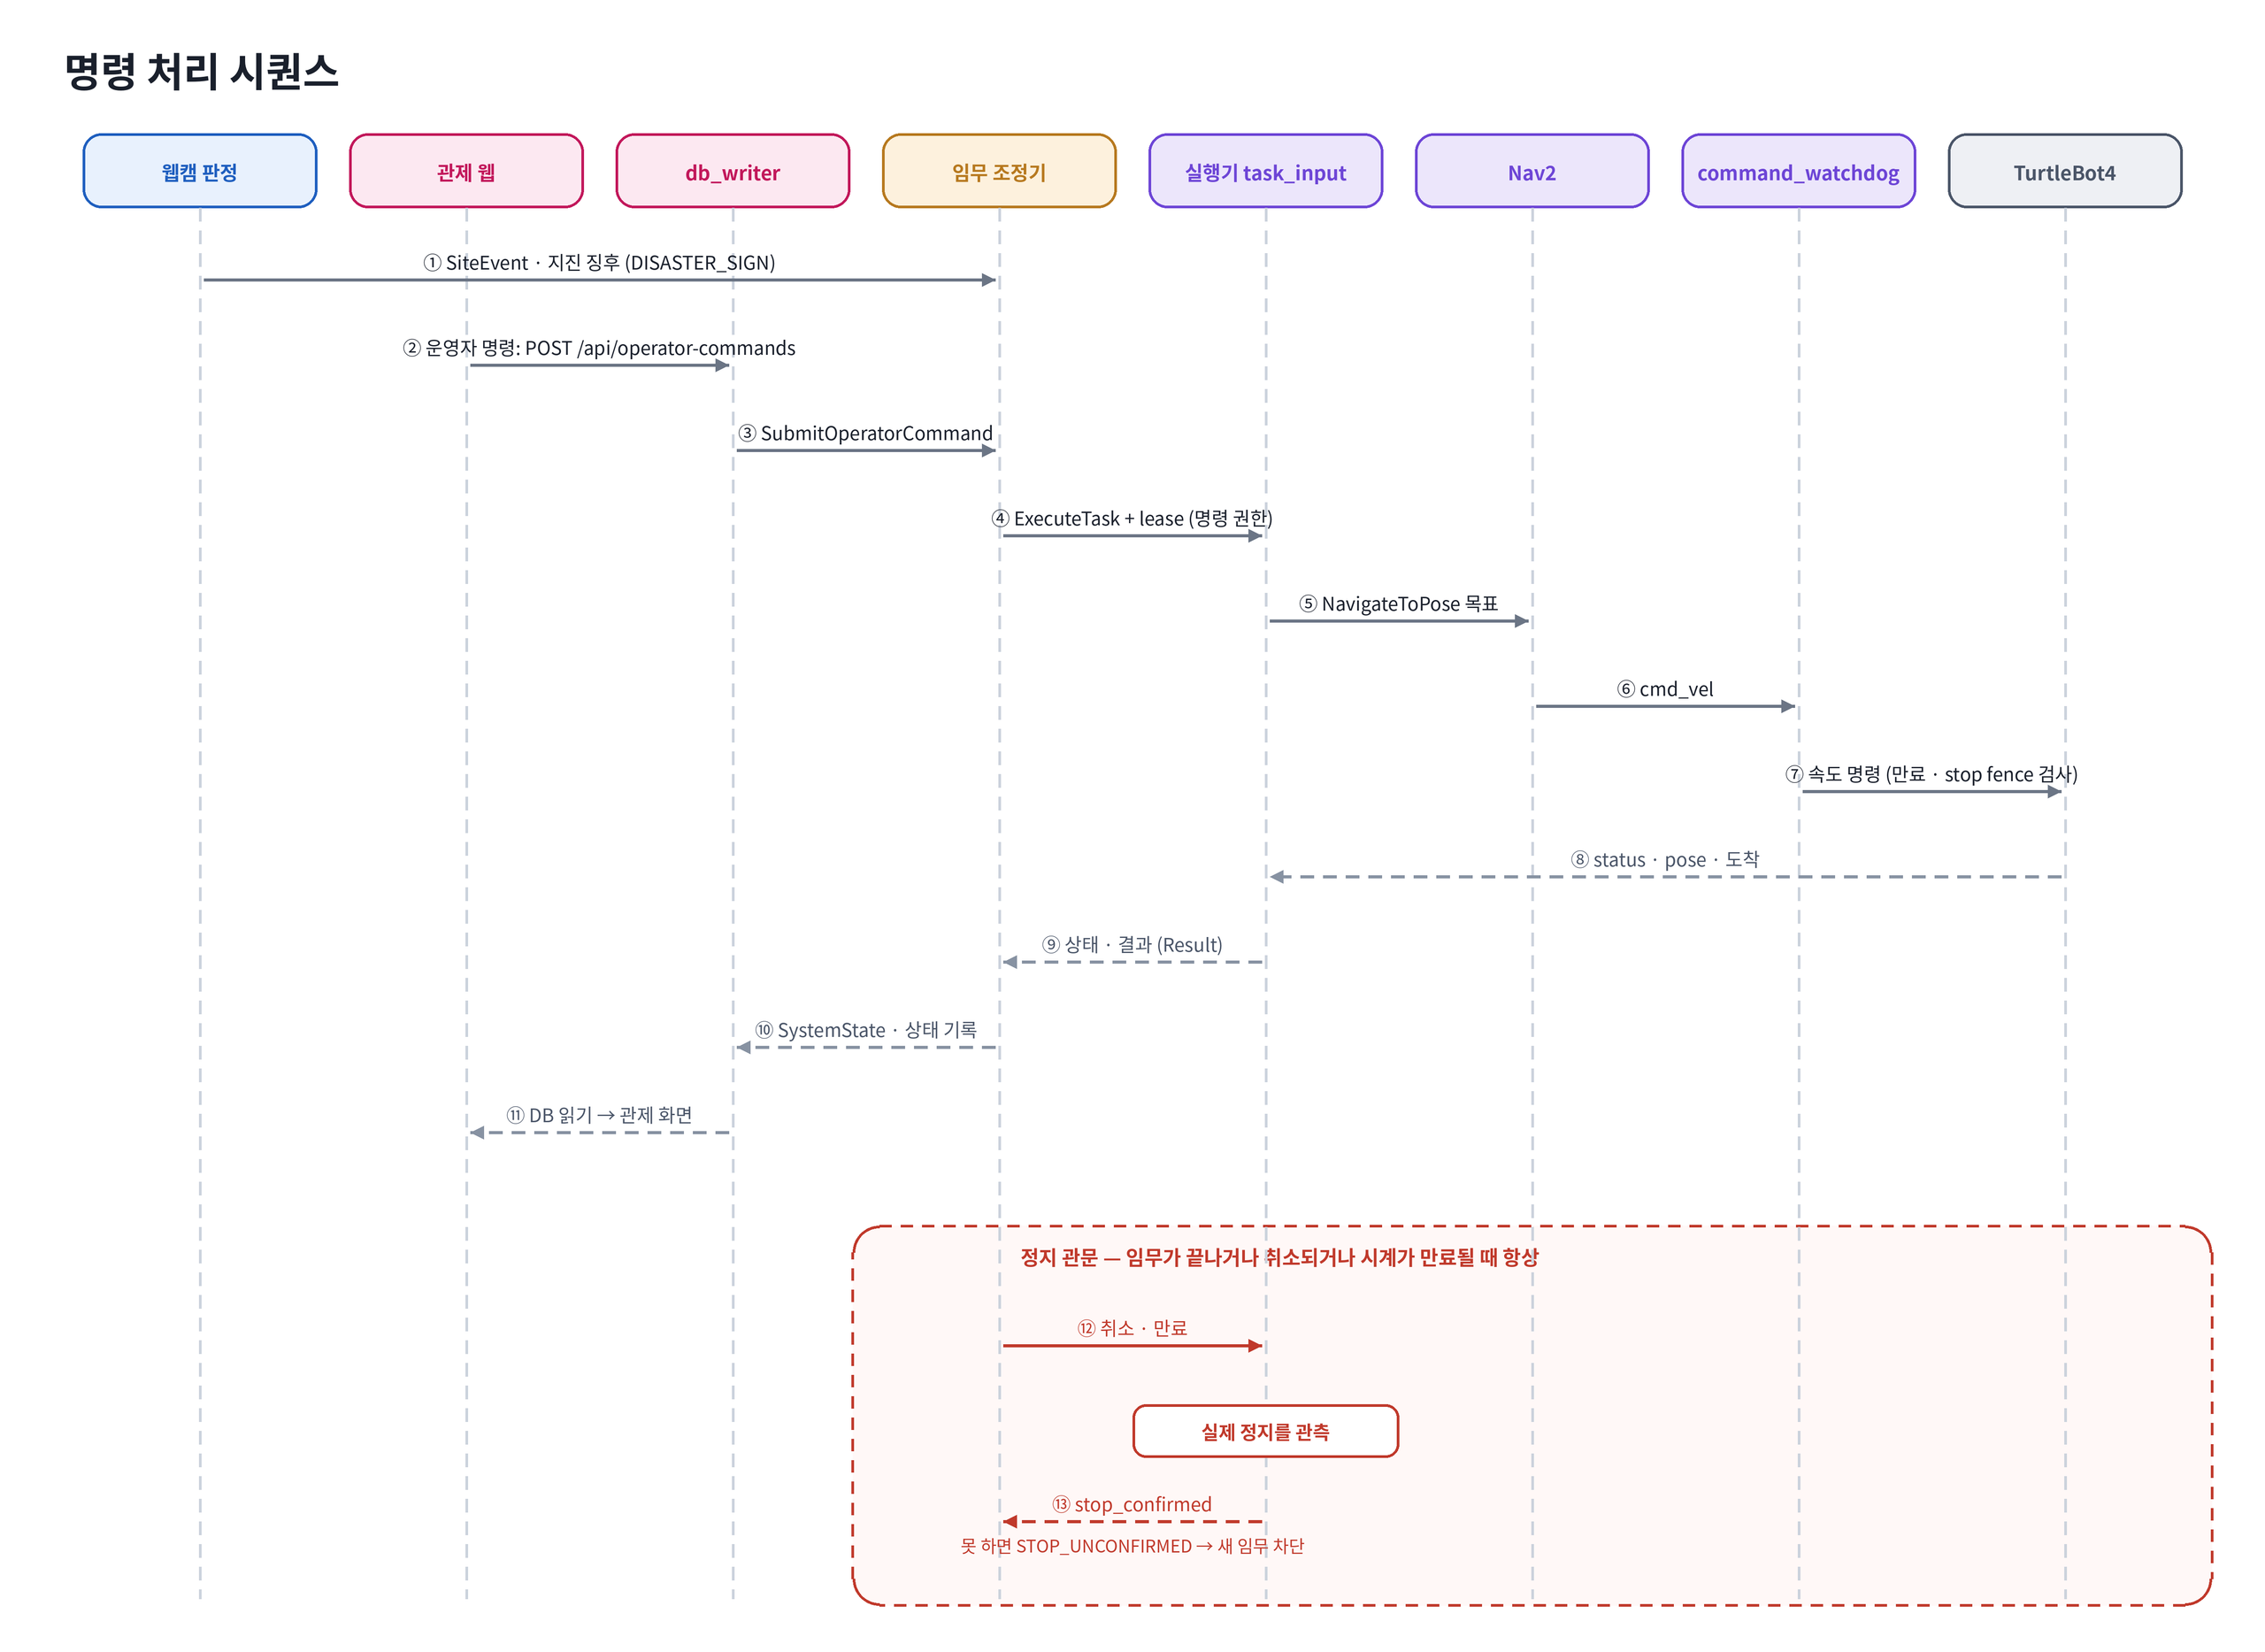 명령 처리 시퀀스
웹캠 판정
관제 웹
db_writer
임무 조정기
실행기 task_input
Nav2
command_watchdog
TurtleBot4
① SiteEvent · 지진 징후 (DISASTER_SIGN)
② 운영자 명령: POST /api/operator-commands
③ SubmitOperatorCommand
④ ExecuteTask + lease (명령 권한)
⑤ NavigateToPose 목표
⑥ cmd_vel
⑦ 속도 명령 (만료 · stop fence 검사)
⑧ status · pose · 도착
⑨ 상태 · 결과 (Result)
⑩ SystemState · 상태 기록
⑪ DB 읽기 → 관제 화면
정지 관문 — 임무가 끝나거나 취소되거나 시계가 만료될 때 항상
⑫ 취소 · 만료
실제 정지를 관측
⑬ stop_confirmed
못 하면 STOP_UNCONFIRMED → 새 임무 차단